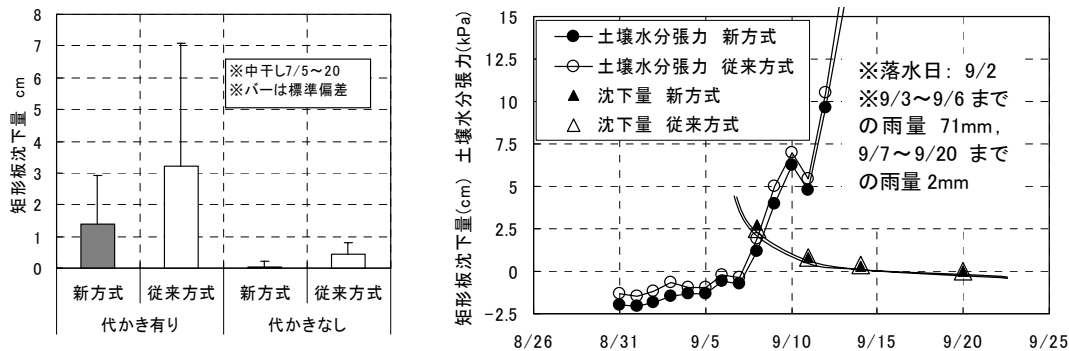 8
7
6
5
4
3
2
1
0
矩形板沈下量 cm
※中干し7/5～20
※バーは標準偏差
新方式 従来方式 新方式 従来方式
代かき有り 代かきなし
15
12.5
10
7.5
5
2.5
0
-2.5
矩形板沈下量(cm) 土壌水分張力(kPa)
土壌水分張力 新方式
土壌水分張力 従来方式
沈下量 新方式
沈下量 従来方式
※落水日: 9/2
※9/3～9/6 まで
の雨量 71mm,
9/7～9/20 まで
の雨量 2mm
8/26 8/31 9/5 9/10 9/15 9/20 9/25